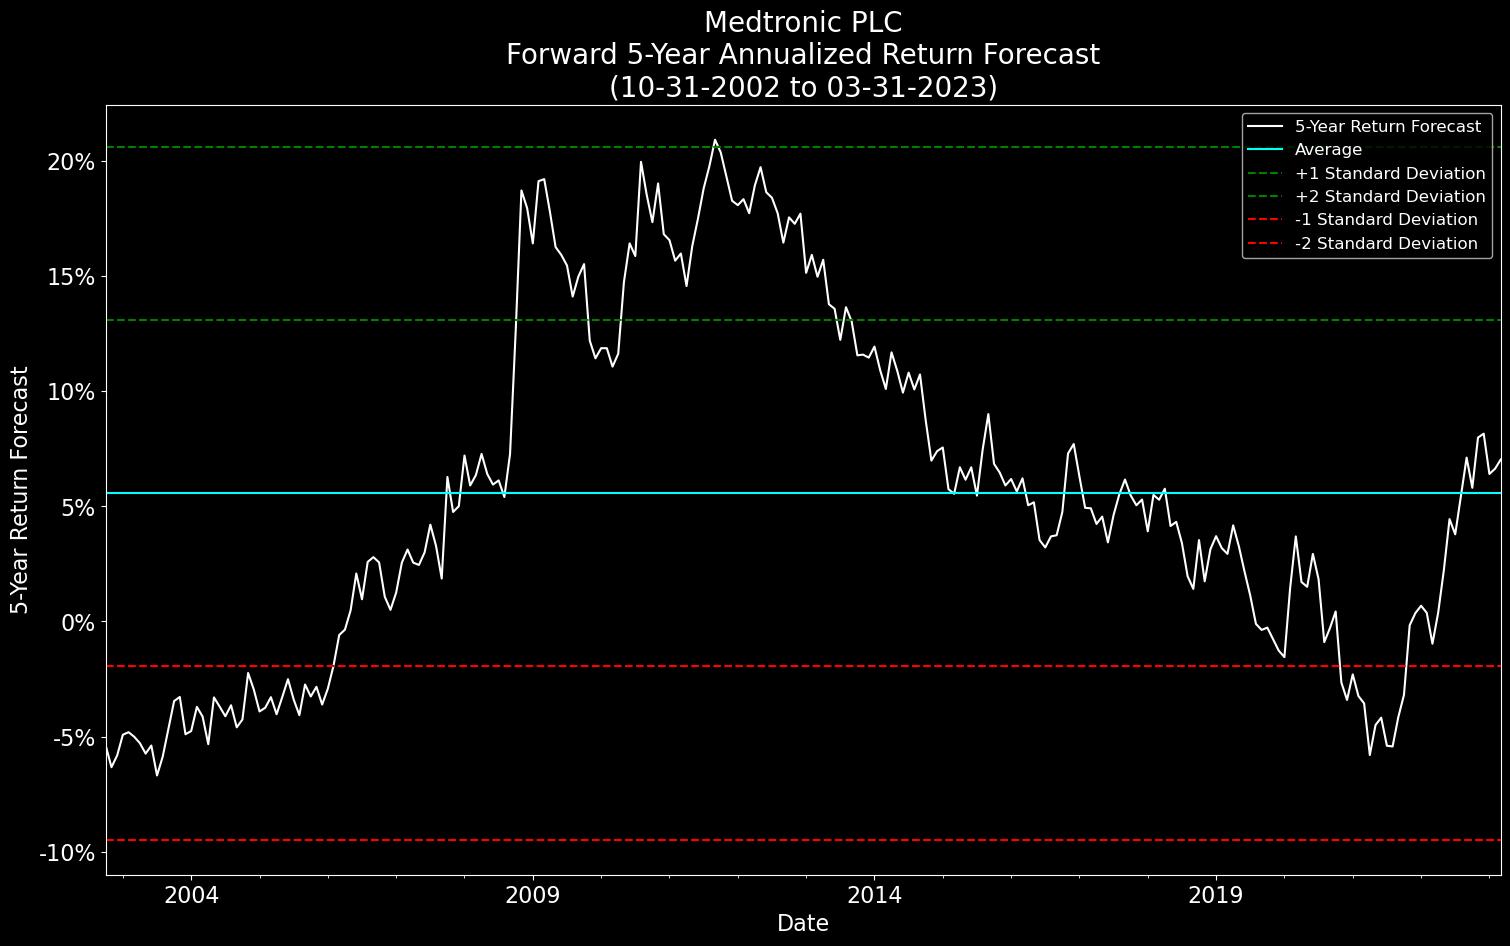 Medtronic PLC
Forward 5-Year Annualized Return Forecast
(10-31-2002 to 03-31-2023)
5-Year Return Forecast
Average
+1 Standard Deviation
+2 Standard Deviation
-1 Standard Deviation
-2 Standard Deviation
5-Year Return Forecast
20%
15%
10%
5%
0%
-5%
-10%
2004
2009
2014
2019
Date